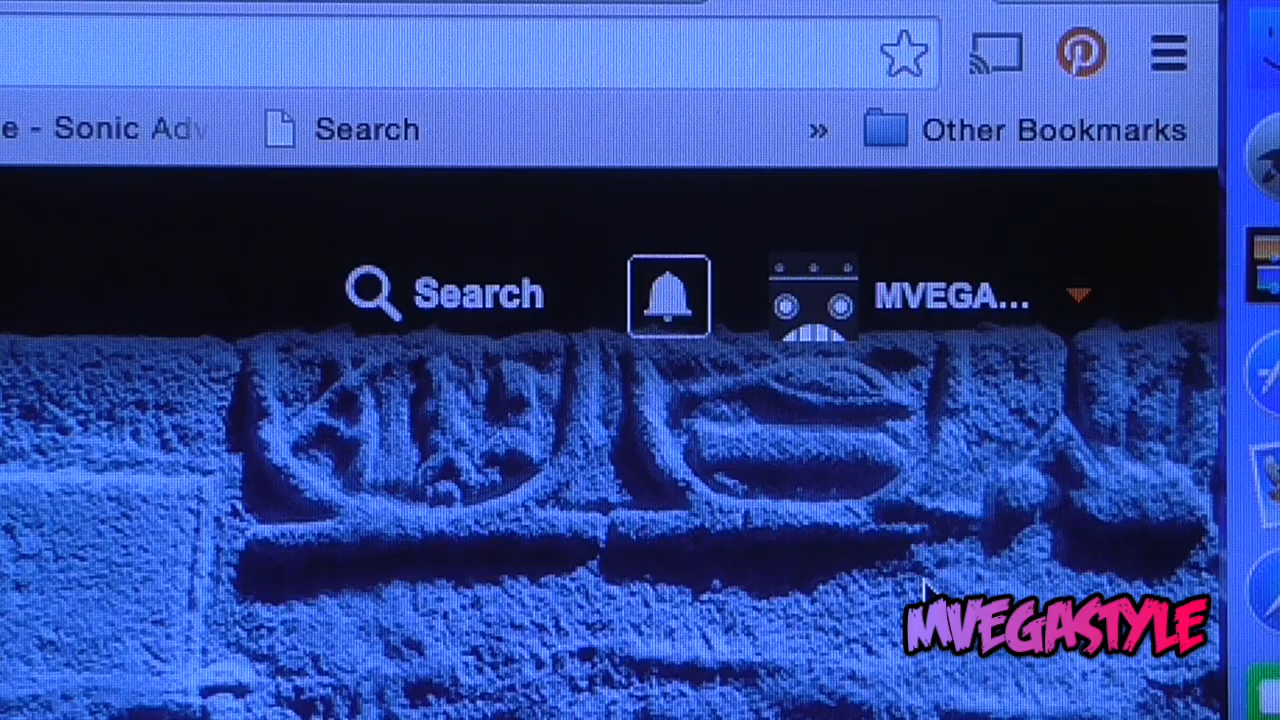 e - Sonic Adv
Search
»
Other Bookmarks
Search
MVEGA...
MVEGASTYLE